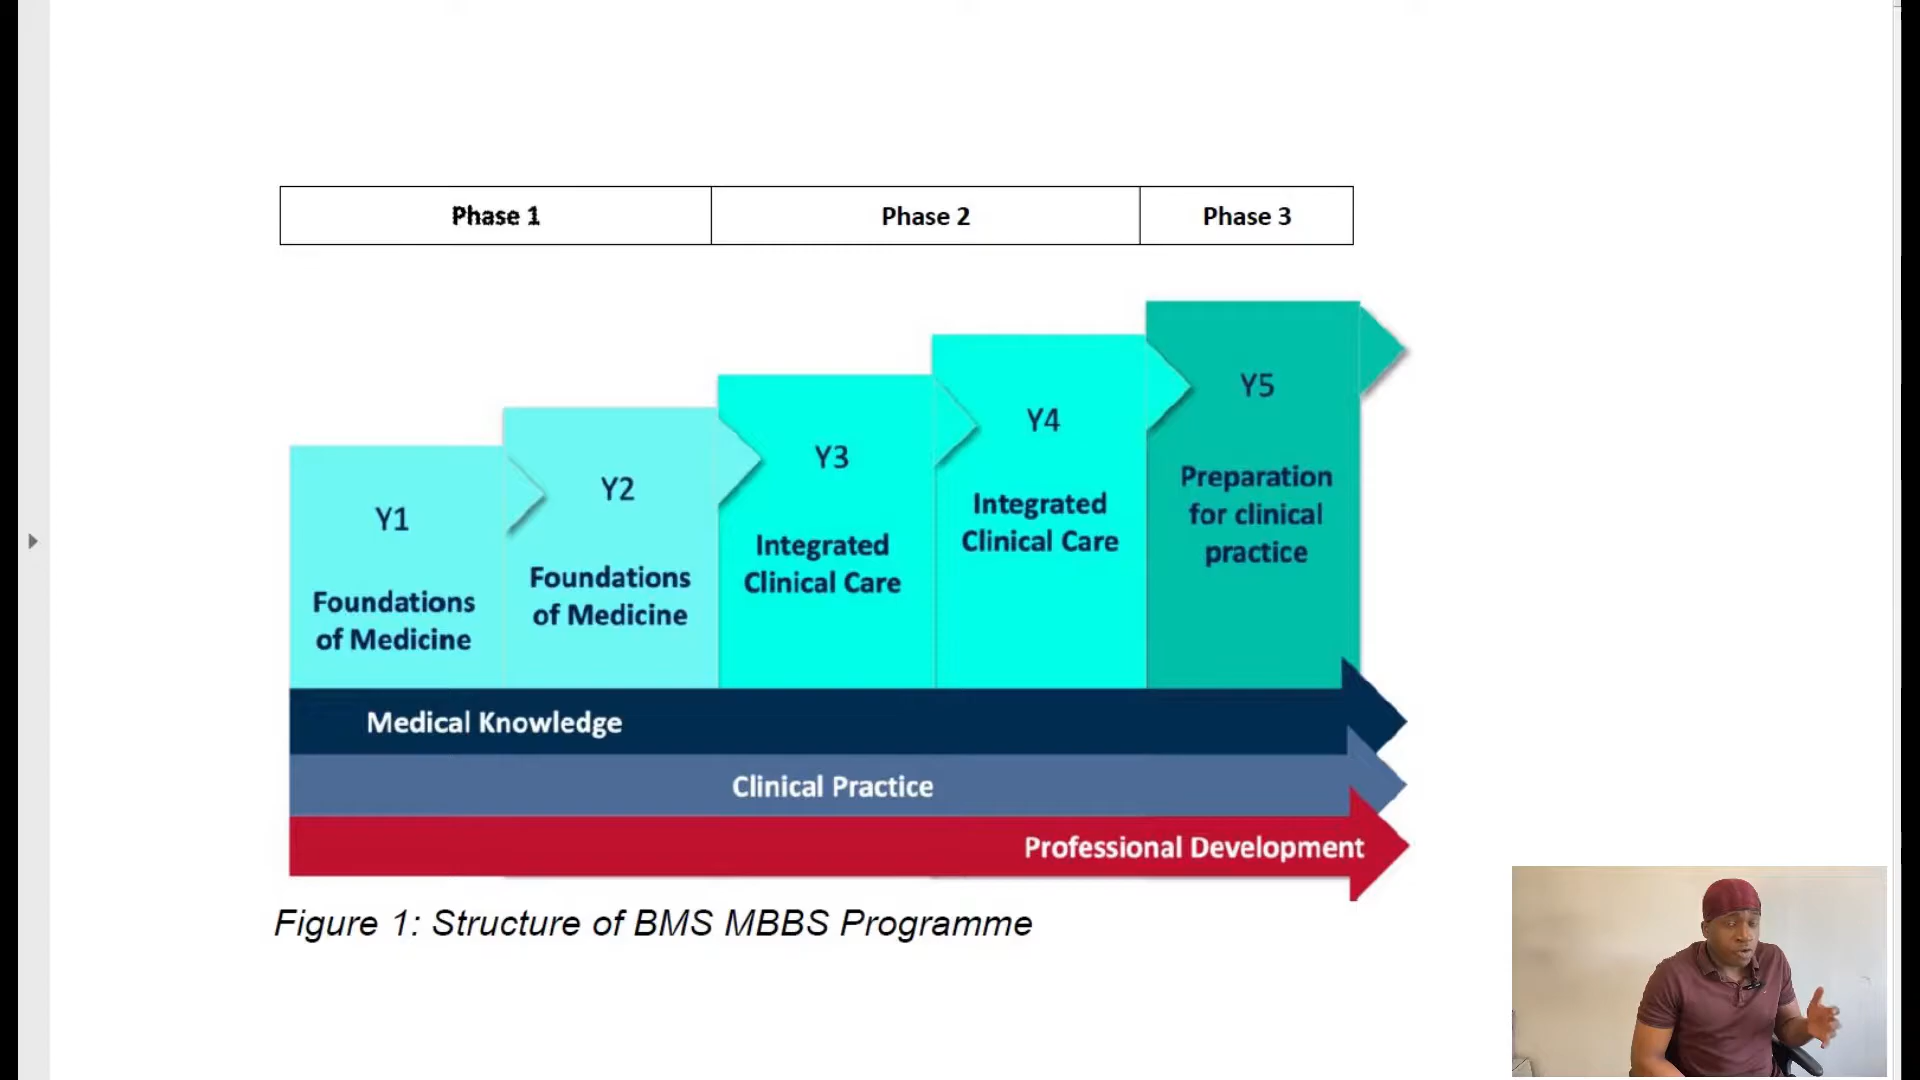 Phase 1 Phase 2 Phase 3
Y1
Foundations
of Medicine
Y2
Foundations
of Medicine
Y3
Integrated
Clinical Care
Y4
Integrated
Clinical Care
Y5
Preparation
for clinical
practice
Medical Knowledge
Clinical Practice
Professional Development
Figure 1: Structure of BMS MBBS Programme